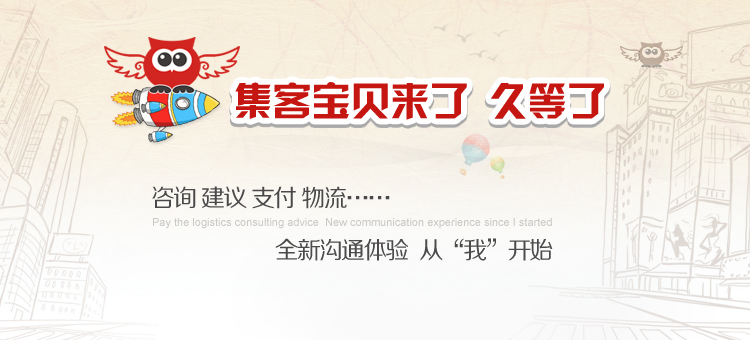 集客宝贝来了 久等了
咨询 建议 支付 物流……
Pay the logistics consulting advice New communication experience since I started
全新沟通体验 从“我”开始